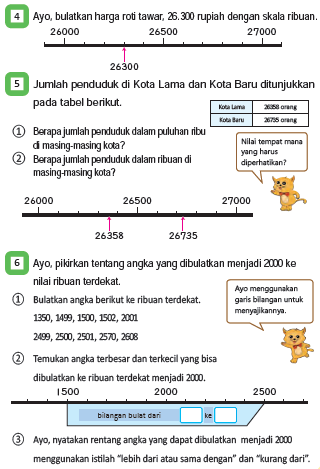 4 Ayo, bulatkan harga roti tawar, 26.300 rupiah dengan skala ribuan.
26000 26500 27000
26300
5 Jumlah penduduk di Kota Lama dan Kota Baru ditunjukkan
pada tabel berikut.
Kota Lama 26358 orang
Kota Baru 26735 orang
① Berapa jumlah penduduk dalam puluhan ribu
di masing-masing kota?
② Berapa jumlah penduduk dalam ribuan di
masing-masing kota?
Nilai tempat mana
yang harus
diperhatikan?
26000 26500 27000
26358 26735
6 Ayo, pikirkan tentang angka yang dibulatkan menjadi 2000 ke
nilai ribuan terdekat.
① Bulatkan angka berikut ke ribuan terdekat.
1350, 1499, 1500, 1502, 2001
2499, 2500, 2501, 2570, 2608
Ayo menggunakan
garis bilangan untuk
menyajikannya.
② Temukan angka terbesar dan terkecil yang bisa
dibulatkan ke ribuan terdekat menjadi 2000.
1500 2000 2500
bilangan bulat dari ke
③ Ayo, nyatakan rentang angka yang dapat dibulatkan menjadi 2000
menggunakan istilah “lebih dari atau sama dengan” dan “kurang dari”.